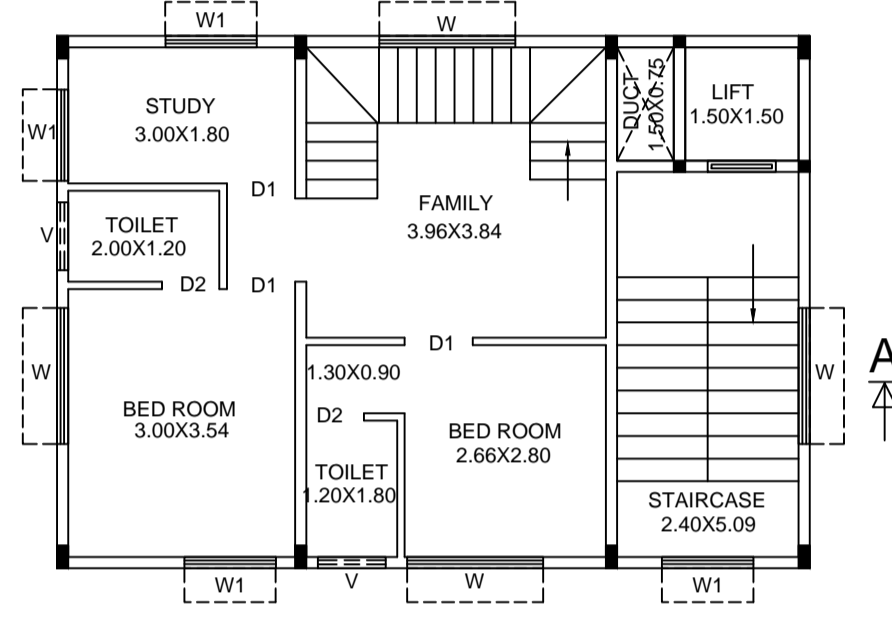 W1
W
STUDY
3.00X1.80
DUCT
1.50X0.75
LIFT
1.50X1.50
W1
D1
FAMILY
3.96X3.84
TOILET
2.00X1.20
V
D2
D1
D1
W
1.30X0.90
W
A
BED ROOM
3.00X3.54
D2
BED ROOM
2.66X2.80
TOILET
1.20X1.80
STAIRCASE
2.40X5.09
W1
V
W
W1